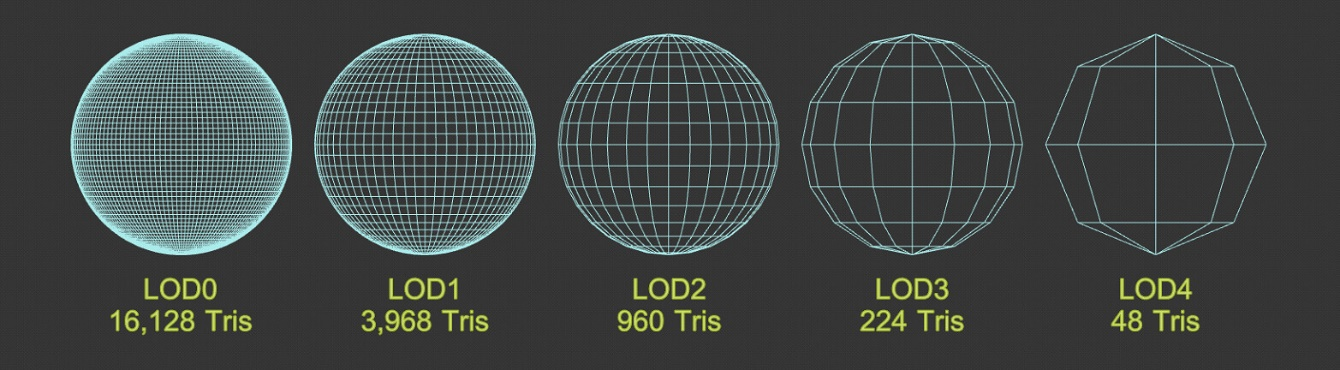 LOD0
16,128 Tris
LOD1
3,968 Tris
LOD2
960 Tris
LOD3
224 Tris
LOD4
48 Tris